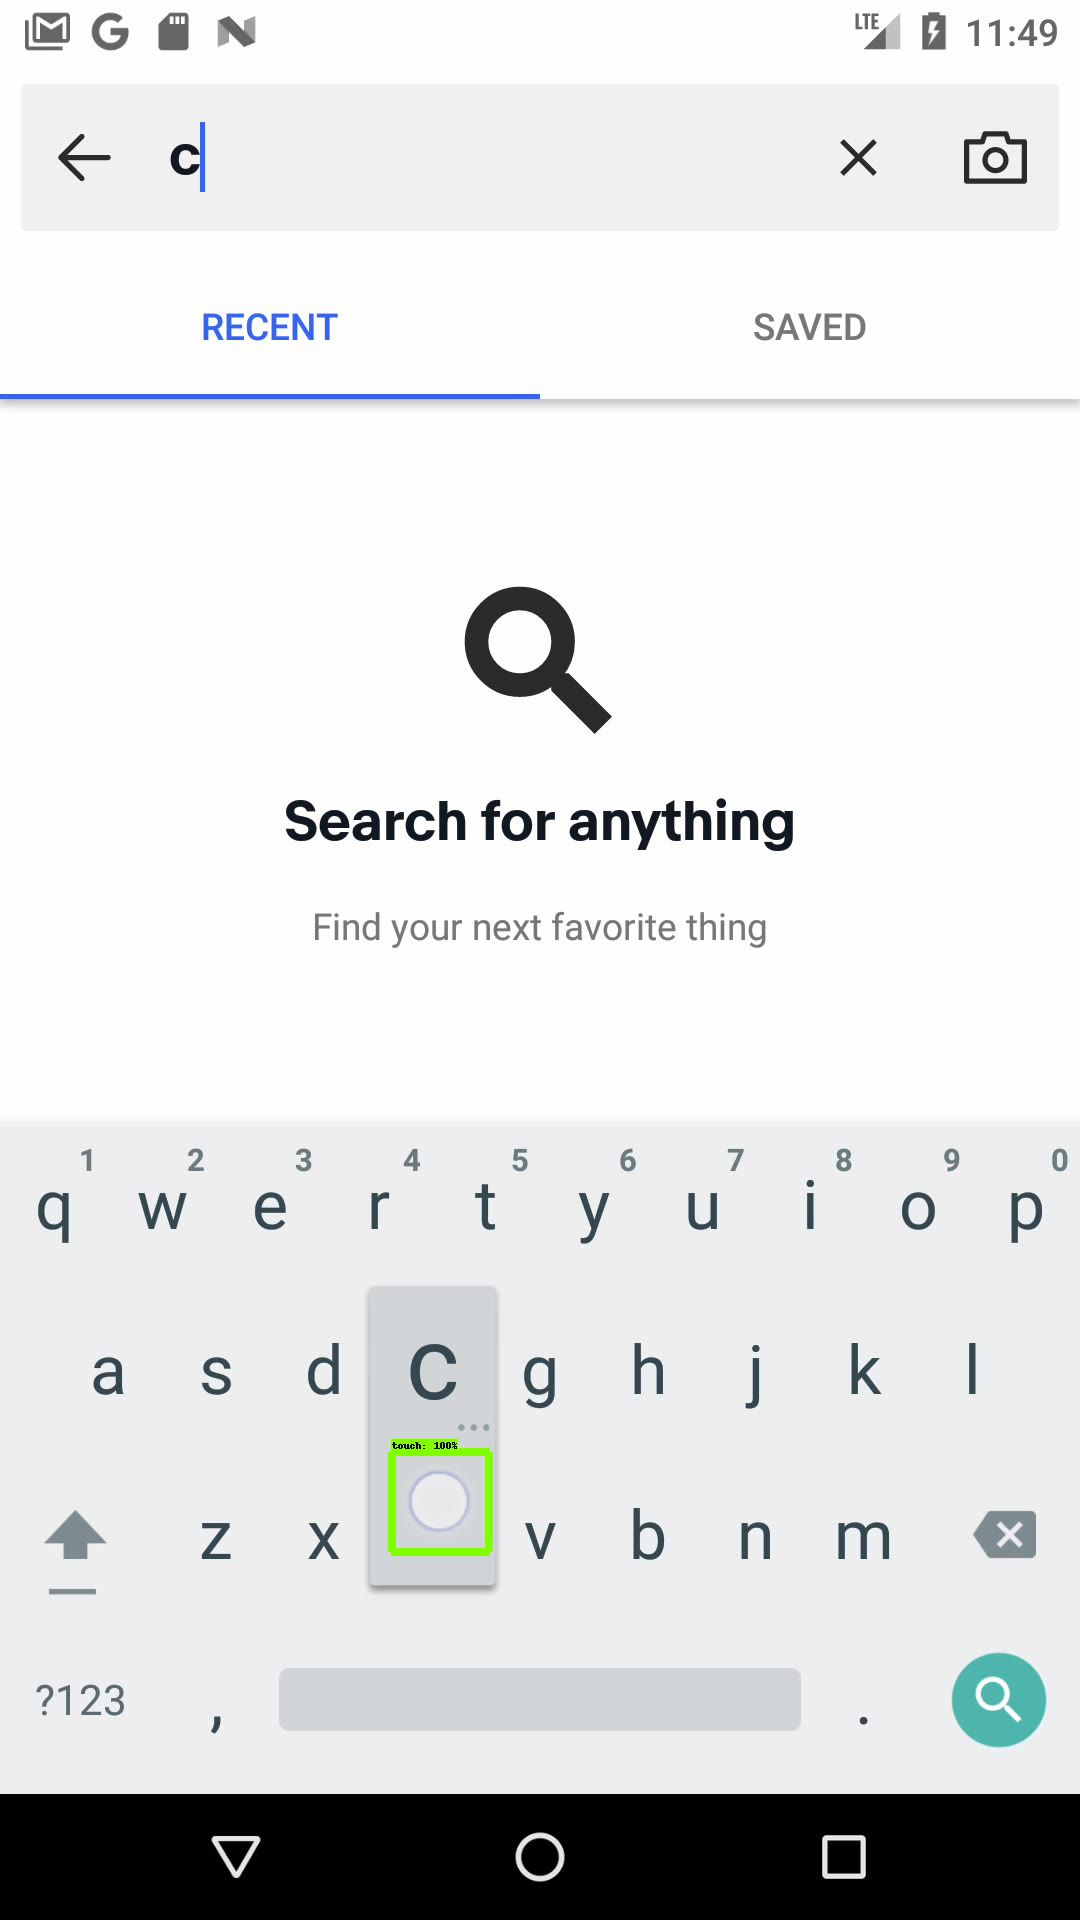 LTE 11:49
c
RECENT SAVED
Search for anything
Find your next favorite thing
1 2 3 4 5 6 7 8 9 0
q w e r t y u i o p
a s d c g h j k l
touch: 100%
z x v b n m
?123 , .